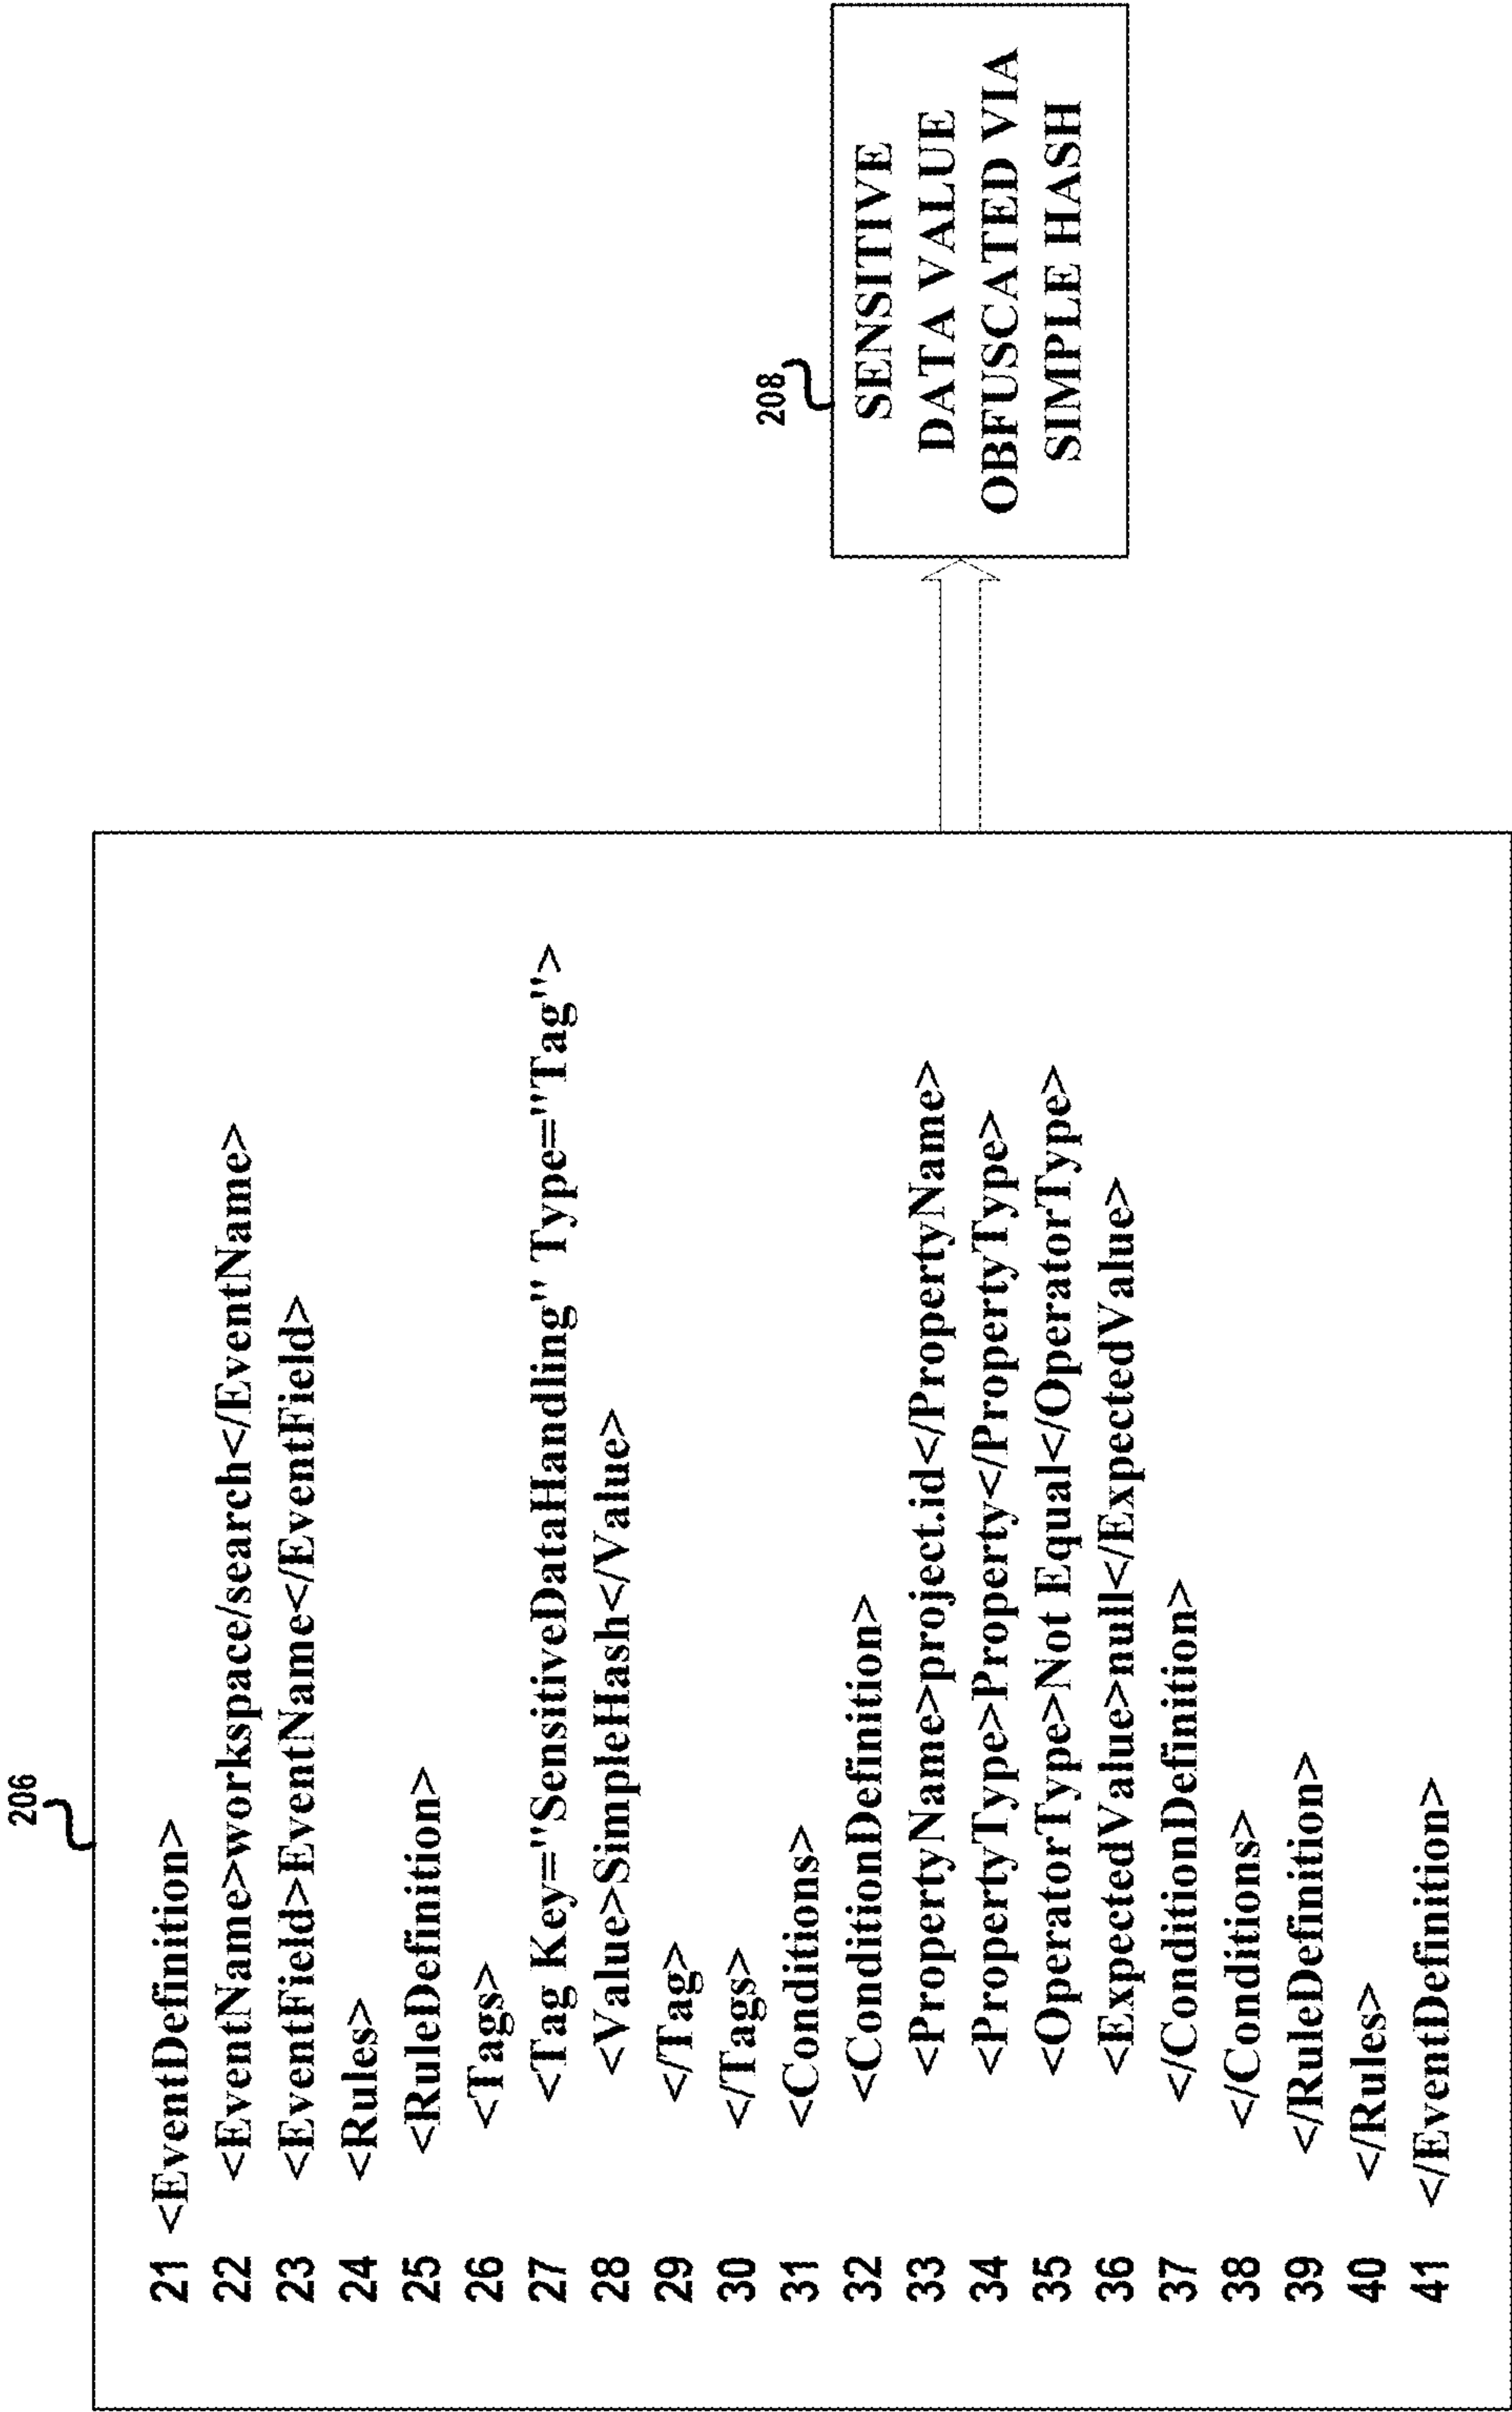 206
21 <EventDefinition>
22 <EventName>workspace/search</EventName>
23 <EventField>EventName</EventField>
24 <Rules>
25 <RuleDefinition>
26 <Tags>
27 <Tag Key="SensitiveDataHandling" Type="Tag">
28 <Value>SimpleHash</Value>
29 </Tag>
30 </Tags>
31 <Conditions>
32 <ConditionDefinition>
33 <PropertyName>project.id</PropertyName>
34 <PropertyType>Property</PropertyType>
35 <OperatorType>Not Equal</OperatorType>
36 <ExpectedValue>null</ExpectedValue>
37 </ConditionDefinition>
38 </Conditions>
39 </RuleDefinition>
40 </Rules>
41 </EventDefinition>
208
SENSITIVE
DATA VALUE
OBFUSCATED VIA
SIMPLE HASH